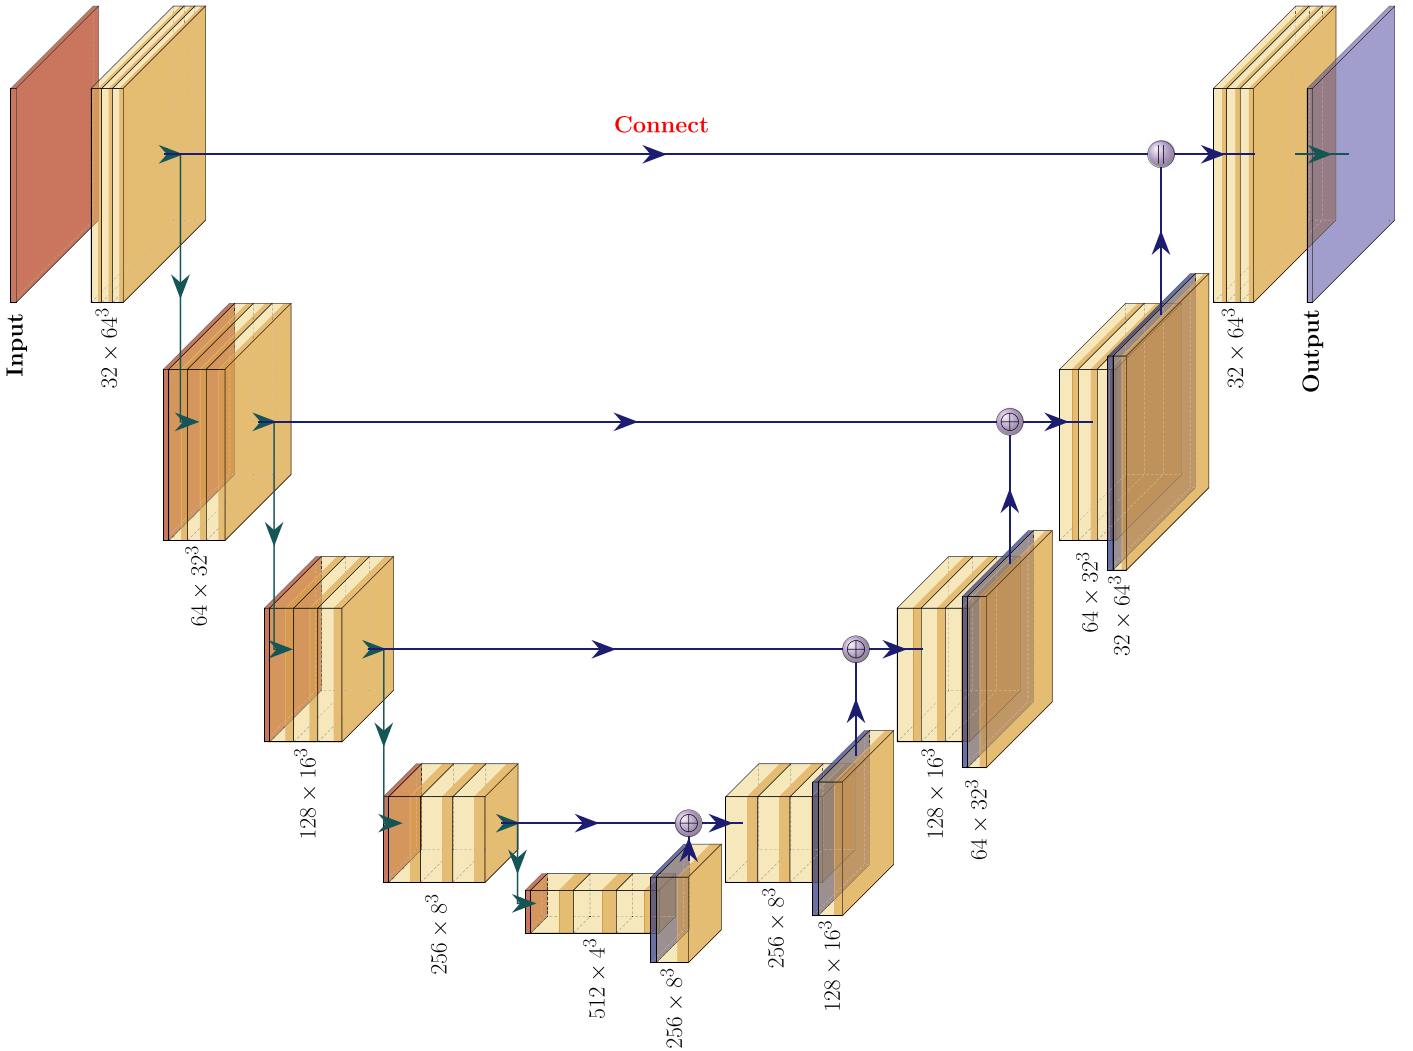 Connect
Input
32 × 64³
64 × 32³
128 × 16³
256 × 8³
512 × 4³
256 × 8³
256 × 8³
128 × 16³
128 × 16³
64 × 32³
64 × 32³
32 × 64³
32 × 64³
Output